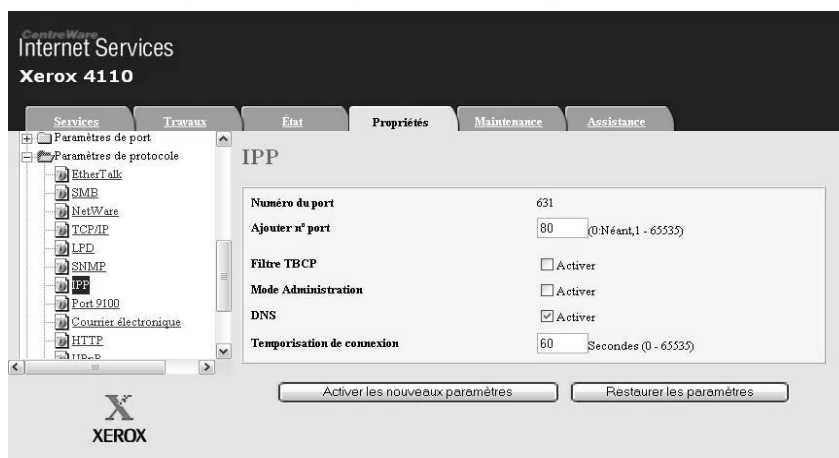 CentreWare
Internet Services
Xerox 4110
Services Travaux État Propriétés Maintenance Assistance
Paramètres de port
Paramètres de protocole
EtherTalk
SMB
NetWare
TCP/IP
LPD
SNMP
IPP
Port 9100
Courrier électronique
HTTP
UPnP
IPP
Numéro du port 631
Ajouter n° port 80 (0:Néant,1 - 65535)
Filtre TBCP Activer
Mode Administration Activer
DNS Activer
Temporisation de connexion 60 Secondes (0 - 65535)
Activer les nouveaux paramètres Restaurer les paramètres
X
XEROX